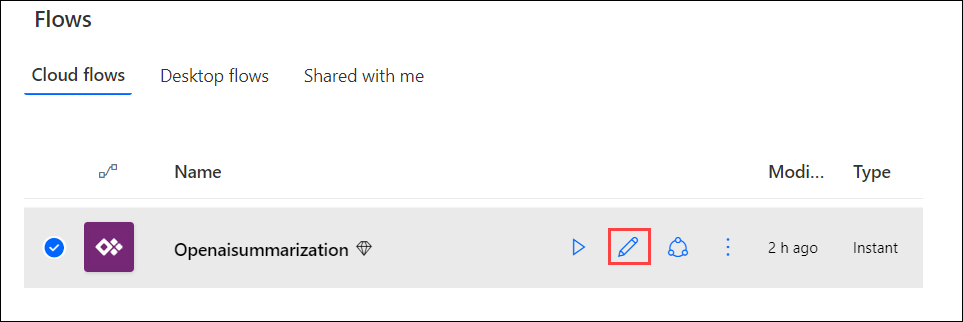 Flows
Cloud flows Desktop flows Shared with me
Name Modi... Type
Openaisummarization 2 h ago Instant